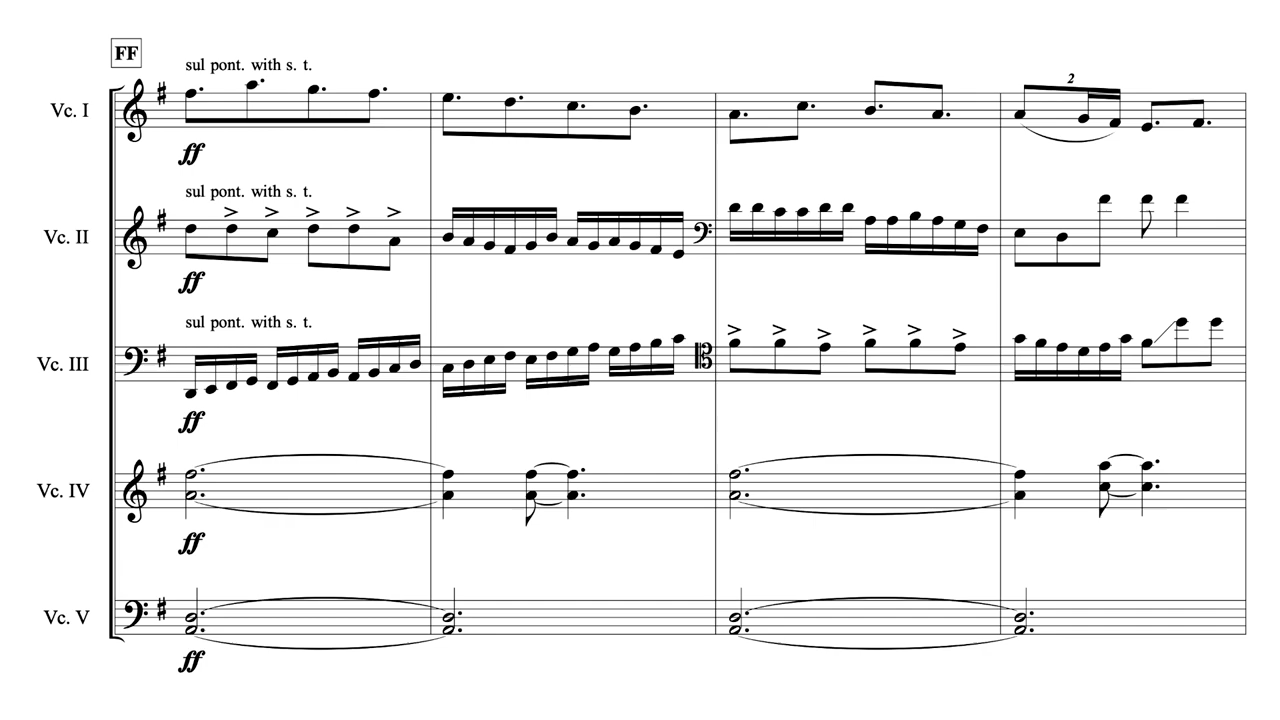 FF
sul pont. with s. t.
Vc. I
2
ff
sul pont. with s. t.
Vc. II
ff
sul pont. with s. t.
Vc. III
ff
Vc. IV
ff
Vc. V
ff